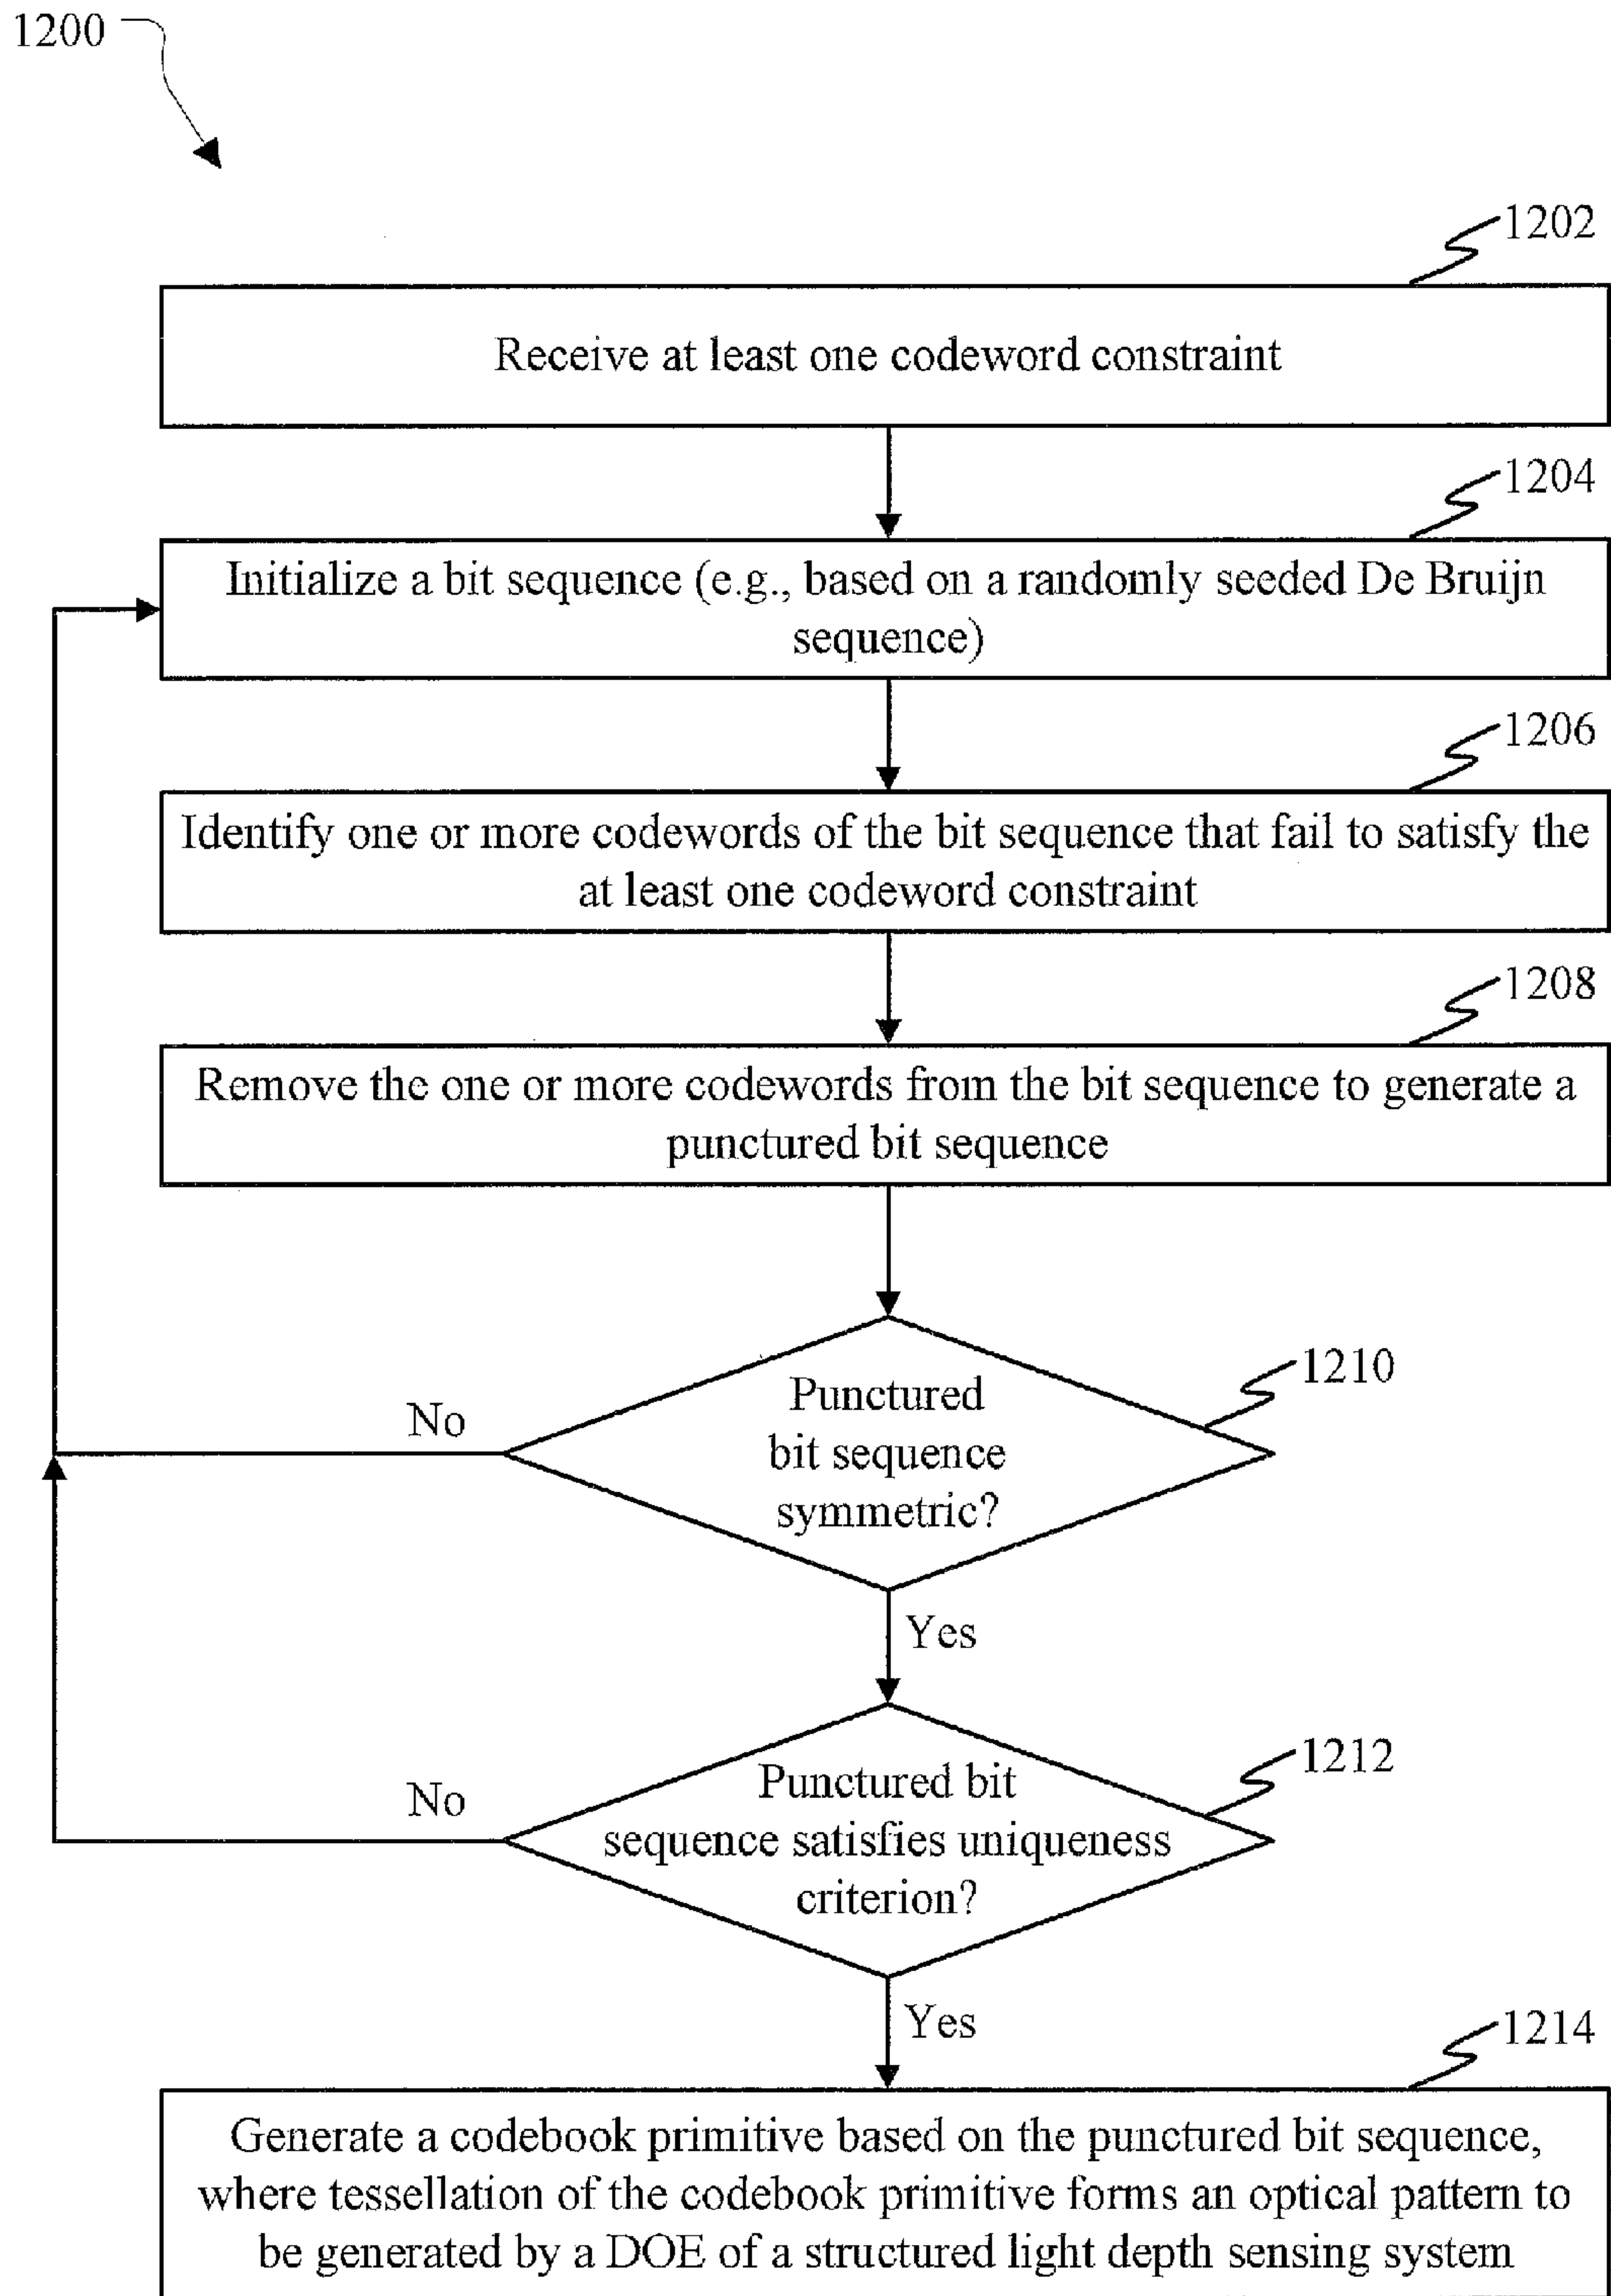 1200
1202
Receive at least one codeword constraint
1204
Initialize a bit sequence (e.g., based on a randomly seeded De Bruijn
sequence)
1206
Identify one or more codewords of the bit sequence that fail to satisfy the
at least one codeword constraint
1208
Remove the one or more codewords from the bit sequence to generate a
punctured bit sequence
1210
Punctured
bit sequence
symmetric?
No
Yes
1212
Punctured bit
sequence satisfies uniqueness
criterion?
No
Yes
1214
Generate a codebook primitive based on the punctured bit sequence,
where tessellation of the codebook primitive forms an optical pattern to
be generated by a DOE of a structured light depth sensing system